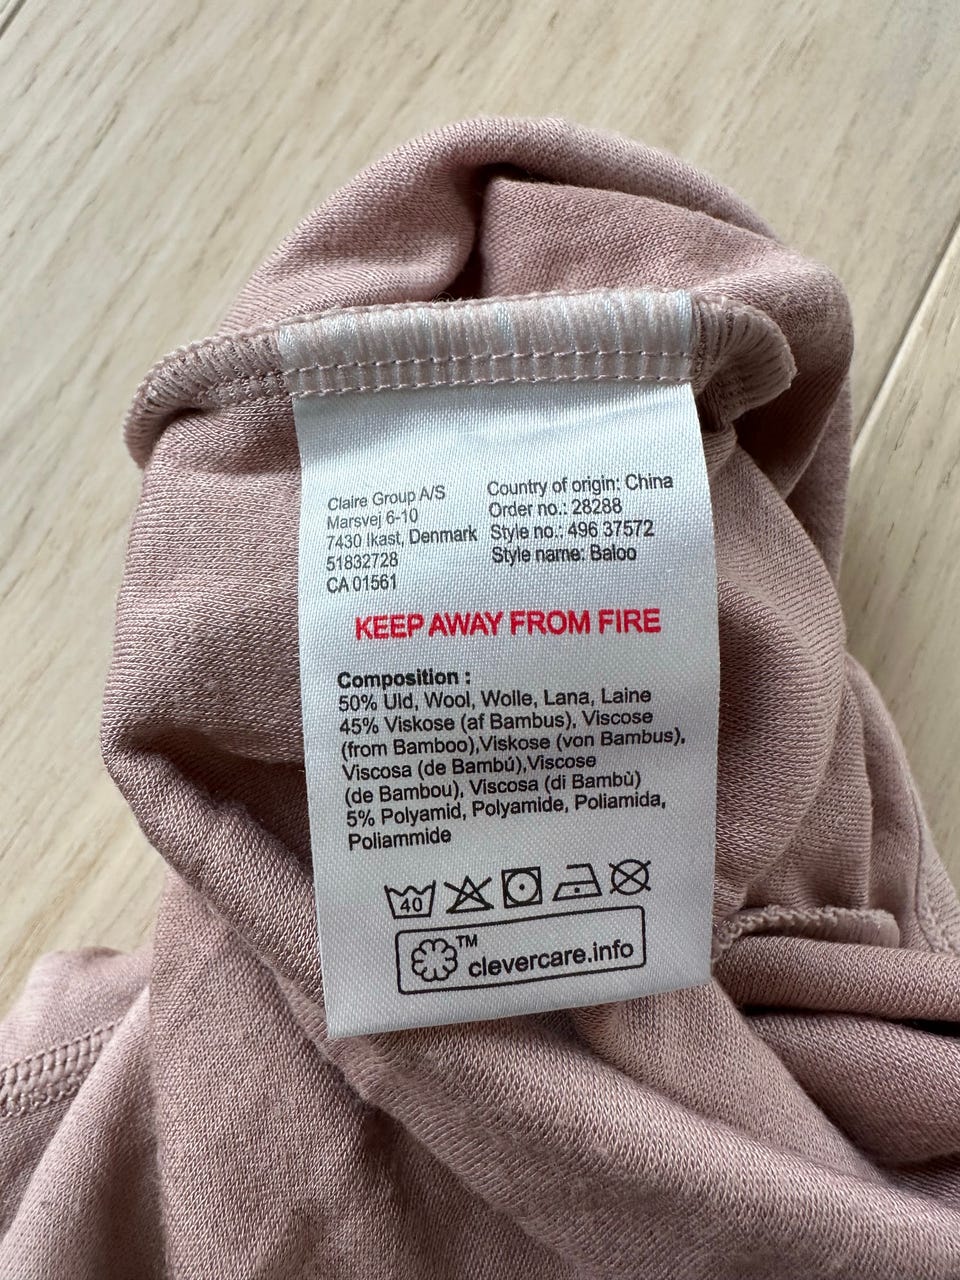 Claire Group A/S
Marsvej 6-10
7430 Ikast, Denmark
51832728
CA 01561
Country of origin: China
Order no.: 28288
Style no.: 496 37572
Style name: Baloo
KEEP AWAY FROM FIRE
Composition :
50% Uld, Wool, Wolle, Lana, Laine
45% Viskose (af Bambus), Viscose
(from Bamboo),Viskose (von Bambus),
Viscosa (de Bambú),Viscose
(de Bambou), Viscosa (di Bambù)
5% Polyamid, Polyamide, Poliamida,
Poliammide
40
TM
clevercare.info